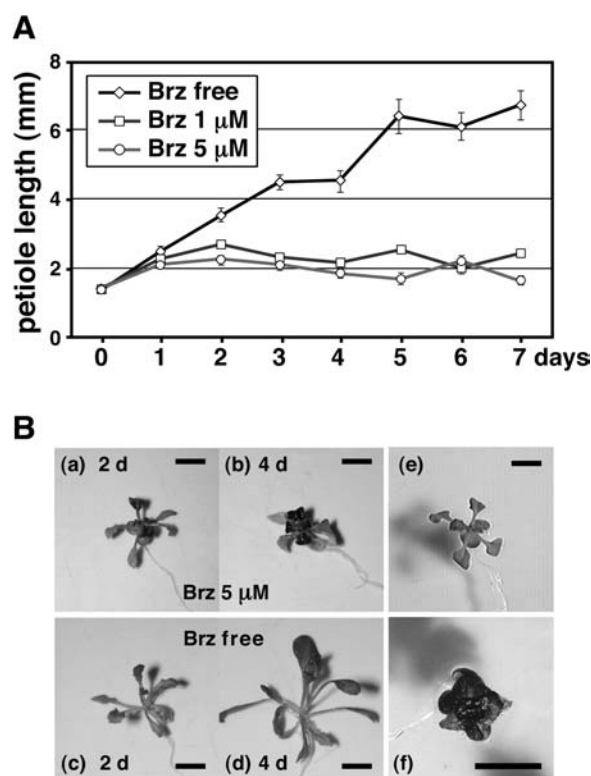 A
petiole length (mm)
8
6
4
2
0
Brz free
Brz 1 μM
Brz 5 μM
0 1 2 3 4 5 6 7 days
B
(a) 2 d
(b) 4 d
(e)
Brz 5 μM
Brz free
(c) 2 d
(d) 4 d
(f)